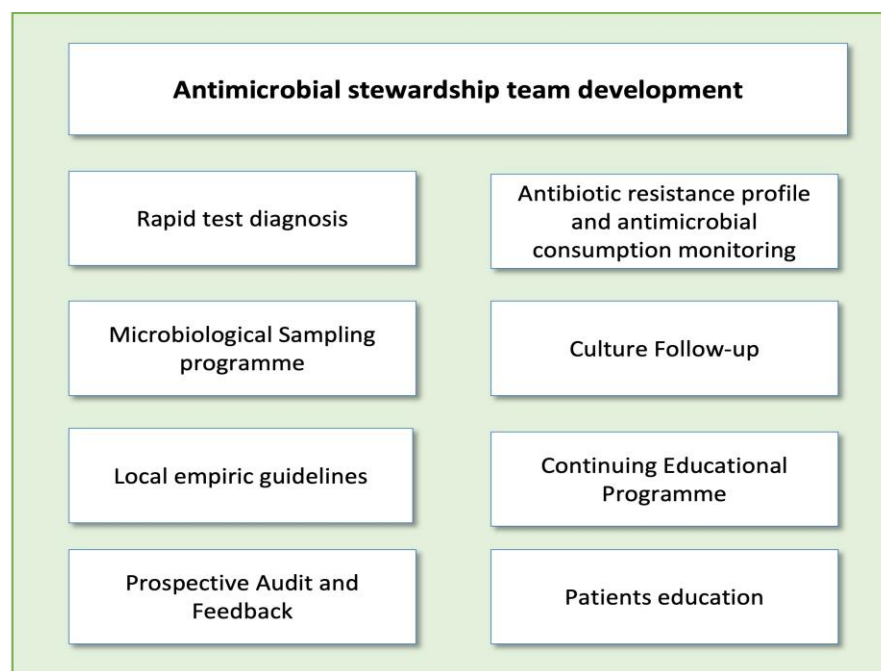 Antimicrobial stewardship team development
Rapid test diagnosis
Antibiotic resistance profile
and antimicrobial
consumption monitoring
Microbiological Sampling
programme
Culture Follow-up
Local empiric guidelines
Continuing Educational
Programme
Prospective Audit and
Feedback
Patients education